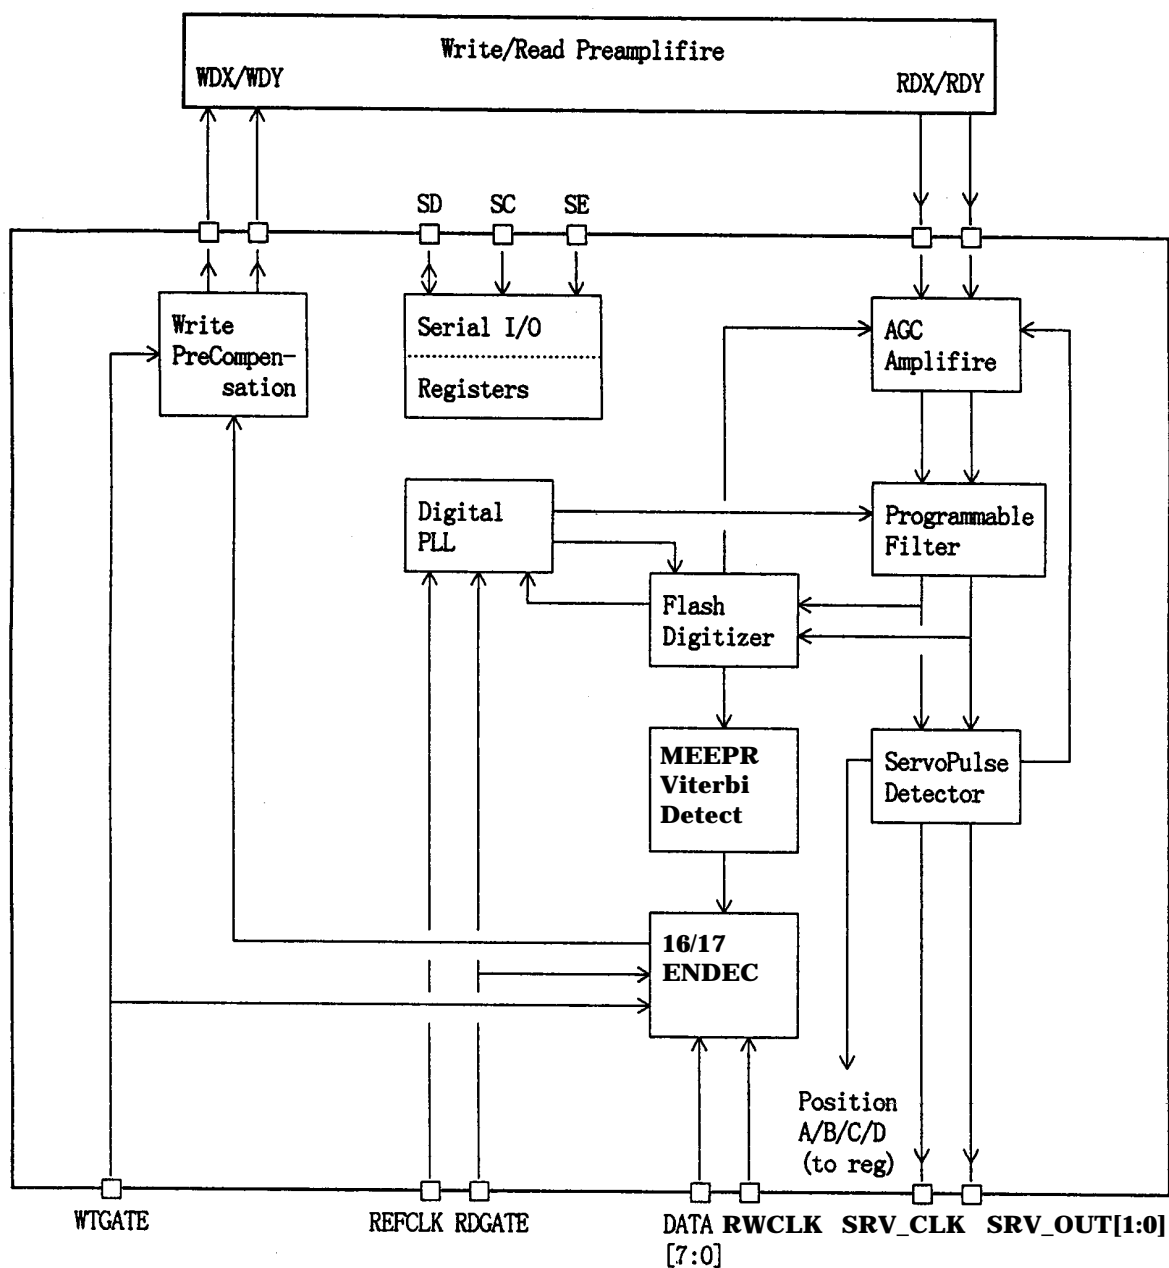 Write/Read Preamplifire
WDX/WDY
RDX/RDY
SD
SC
SE
Write
PreCompen-
sation
Serial I/O
Registers
AGC
Amplifire
Digital
PLL
Programmable
Filter
Flash
Digitizer
MEEPR
Viterbi
Detect
ServoPulse
Detector
16/17
ENDEC
Position
A/B/C/D
(to reg)
WTGATE
REFCLK
RDGATE
DATA
[7:0]
RWCLK
SRV_CLK
SRV_OUT[1:0]